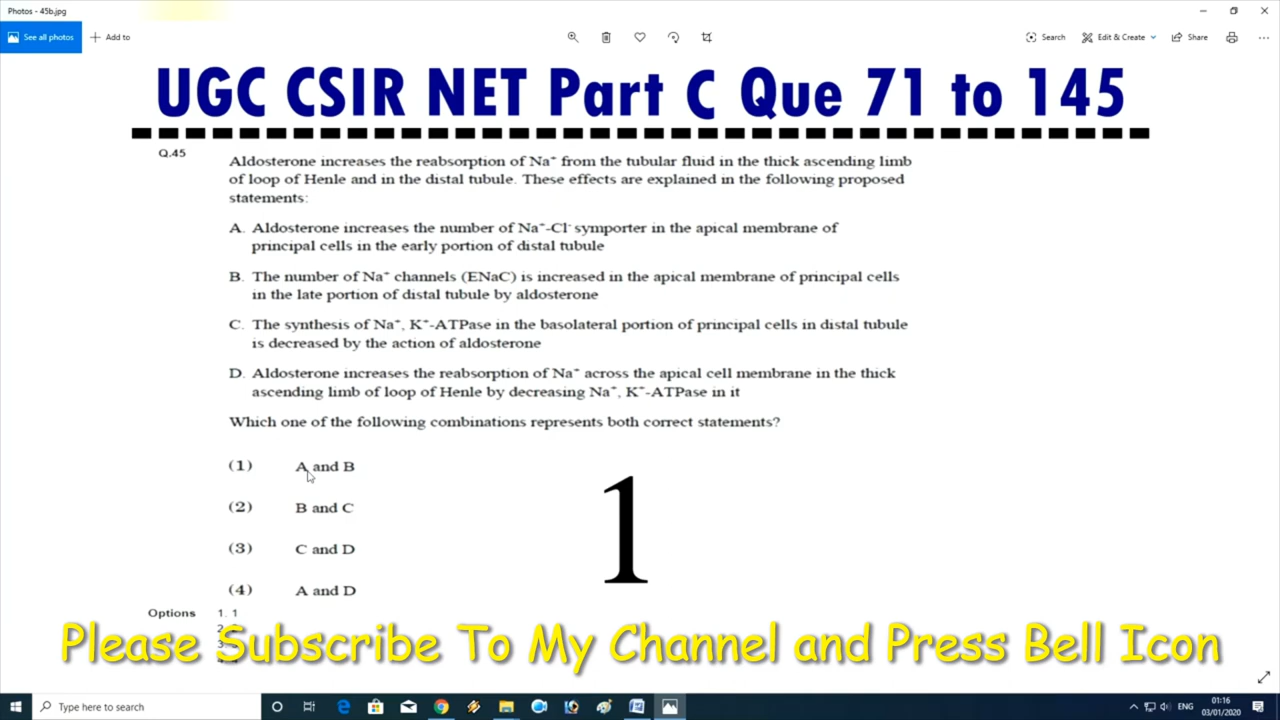 Photos - 45b.jpg
See all photos
Add to
Search
Edit & Create
Share
UGC CSIR NET Part C Que 71 to 145
Q.45
Aldosterone increases the reabsorption of Na⁺ from the tubular fluid in the thick ascending limb
of loop of Henle and in the distal tubule. These effects are explained in the following proposed
statements:
A. Aldosterone increases the number of Na⁺-Cl⁻ symporter in the apical membrane of
principal cells in the early portion of distal tubule
B. The number of Na⁺ channels (ENaC) is increased in the apical membrane of principal cells
in the late portion of distal tubule by aldosterone
C. The synthesis of Na⁺, K⁺-ATPase in the basolateral portion of principal cells in distal tubule
is decreased by the action of aldosterone
D. Aldosterone increases the reabsorption of Na⁺ across the apical cell membrane in the thick
ascending limb of loop of Henle by decreasing Na⁺, K⁺-ATPase in it
Which one of the following combinations represents both correct statements?
(1) A and B
(2) B and C
(3) C and D
(4) A and D
1
Options 1. 1
Please Subscribe To My Channel and Press Bell Icon
Type here to search
ENG
01:16
03/01/2020